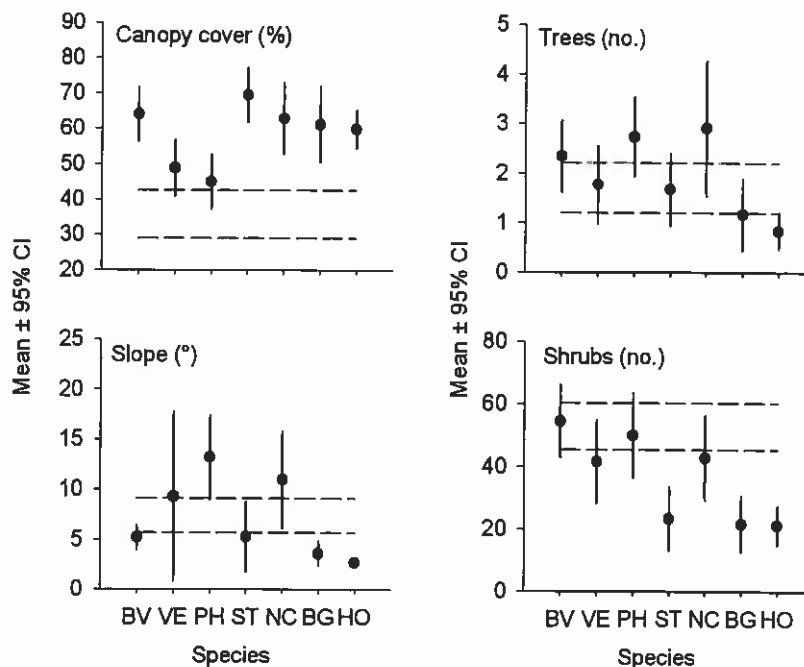 Mean ± 95% CI
Canopy cover (%)
90
80
70
60
50
40
30
20
Trees (no.)
5
4
3
2
1
0
Slope (°)
25
20
15
10
5
0
BV VE PH ST NC BG HO
Species
Mean ± 95% CI
Shrubs (no.)
80
60
40
20
0
BV VE PH ST NC BG HO
Species